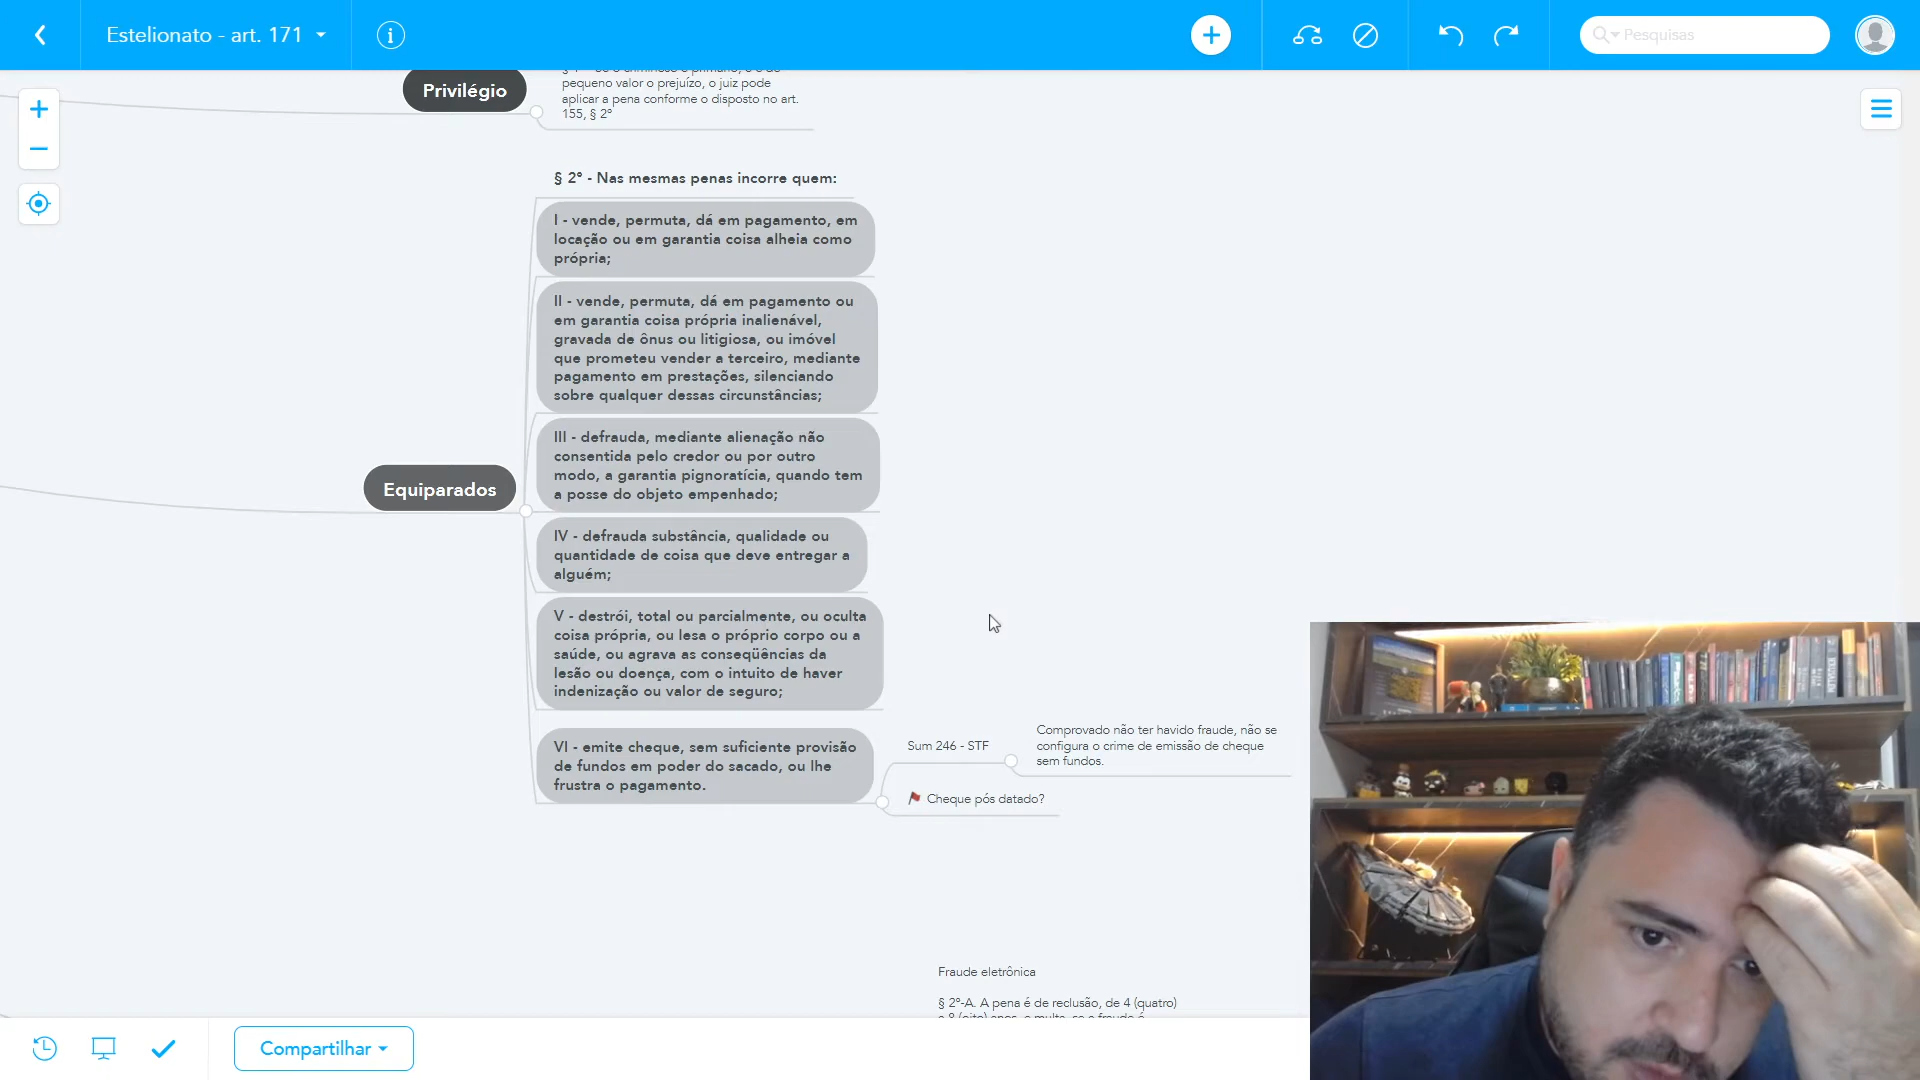 Estelionato - art. 171
Pesquisas
Privilégio
pequeno valor o prejuízo, o juiz pode
aplicar a pena conforme o disposto no art.
155, § 2º
§ 2º - Nas mesmas penas incorre quem:
I - vende, permuta, dá em pagamento, em
locação ou em garantia coisa alheia como
própria;
II - vende, permuta, dá em pagamento ou
em garantia coisa própria inalienável,
gravada de ônus ou litigiosa, ou imóvel
que prometeu vender a terceiro, mediante
pagamento em prestações, silenciando
sobre qualquer dessas circunstâncias;
III - defrauda, mediante alienação não
consentida pelo credor ou por outro
modo, a garantia pignoratícia, quando tem
a posse do objeto empenhado;
Equiparados
IV - defrauda substância, qualidade ou
quantidade de coisa que deve entregar a
alguém;
V - destrói, total ou parcialmente, ou oculta
coisa própria, ou lesa o próprio corpo ou a
saúde, ou agrava as conseqüências da
lesão ou doença, com o intuito de haver
indenização ou valor de seguro;
VI - emite cheque, sem suficiente provisão
de fundos em poder do sacado, ou lhe
frustra o pagamento.
Sum 246 - STF
Comprovado não ter havido fraude, não se
configura o crime de emissão de cheque
sem fundos.
Cheque pós datado?
Fraude eletrônica
§ 2º-A. A pena é de reclusão, de 4 (quatro)
Compartilhar